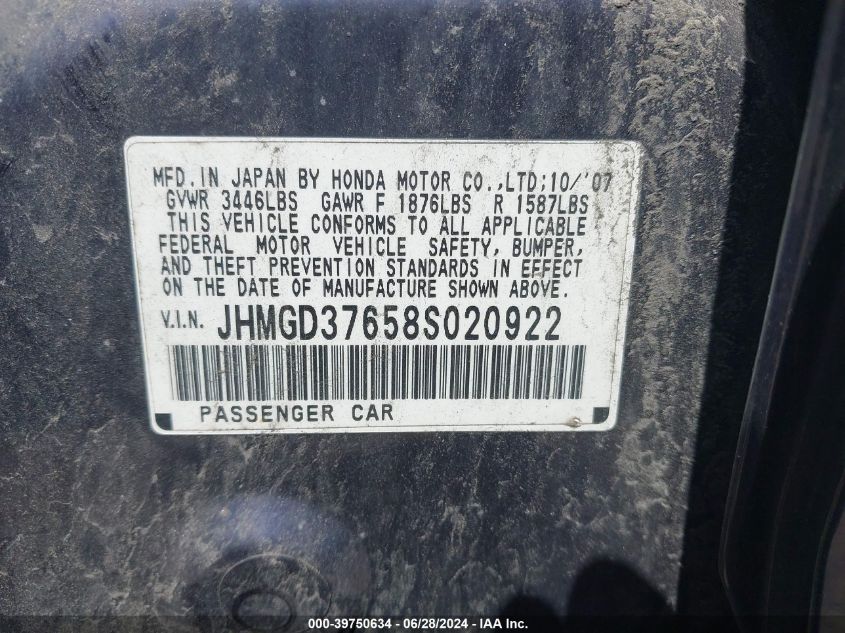 MFD.IN JAPAN BY HONDA MOTOR CO.,LTD;10/'07
GVWR 3446LBS GAWR F 1876LBS R 1587LBS
THIS VEHICLE CONFORMS TO ALL APPLICABLE
FEDERAL MOTOR VEHICLE SAFETY, BUMPER,
AND THEFT PREVENTION STANDARDS IN EFFECT
ON THE DATE OF MANUFACTURE SHOWN ABOVE.
V.I.N. JHMGD37658S020922
PASSENGER CAR
000-39750634 - 06/28/2024 - IAA Inc.